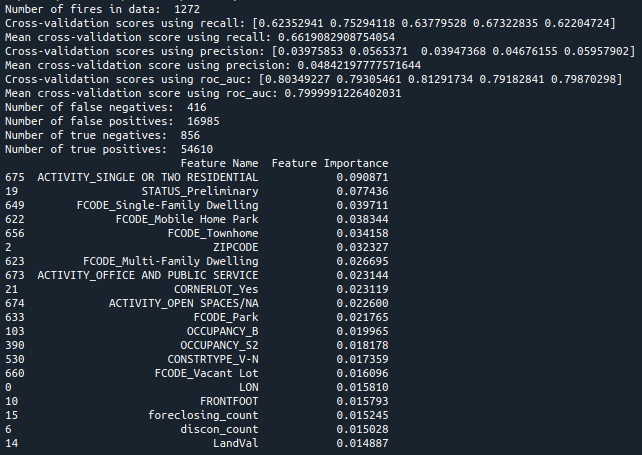 Number of fires in data:  1272
Cross-validation scores using recall: [0.62352941 0.75294118 0.63779528 0.67322835 0.62204724]
Mean cross-validation score using recall: 0.6619082908754054
Cross-validation scores using precision: [0.03975853 0.0565371  0.03947368 0.04676155 0.05957902]
Mean cross-validation score using precision: 0.04842197777571644
Cross-validation scores using roc_auc: [0.80349227 0.79305461 0.81291734 0.79182841 0.79870298]
Mean cross-validation score using roc_auc: 0.7999991226402031
Number of false negatives:  416
Number of false positives:  16985
Number of true negatives:  856
Number of true positives:  54610
Feature Name  Feature Importance
675  ACTIVITY_SINGLE OR TWO RESIDENTIAL  0.090871
19  STATUS_Preliminary  0.077436
649  FCODE_Single-Family Dwelling  0.039711
622  FCODE_Mobile Home Park  0.038344
656  FCODE_Townhome  0.034158
2  ZIPCODE  0.032327
623  FCODE_Multi-Family Dwelling  0.026695
673  ACTIVITY_OFFICE AND PUBLIC SERVICE  0.023144
21  CORNERLOT_Yes  0.023119
674  ACTIVITY_OPEN SPACES/NA  0.022600
633  FCODE_Park  0.021765
103  OCCUPANCY_B  0.019965
390  OCCUPANCY_S2  0.018178
530  CONSTRTYPE_V-N  0.017359
660  FCODE_Vacant Lot  0.016096
0  LON  0.015810
10  FRONTFOOT  0.015793
15  foreclosing_count  0.015245
6  discon_count  0.015028
14  LandVal  0.014887